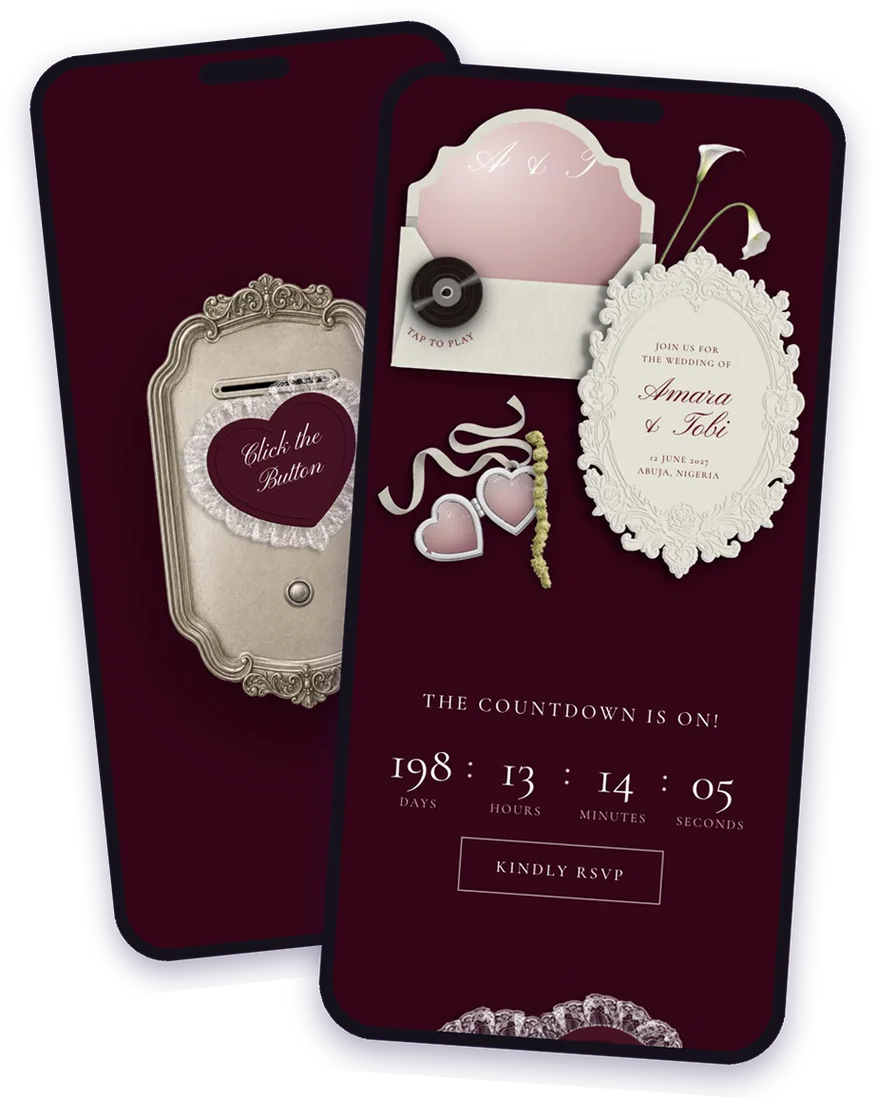 Click the
Button
A & T
TAP TO PLAY
JOIN US FOR
THE WEDDING OF
Amara
& Tobi
12 JUNE 2027
ABUJA, NIGERIA
THE COUNTDOWN IS ON!
198 : 13 : 14 : 05
DAYS HOURS MINUTES SECONDS
KINDLY RSVP